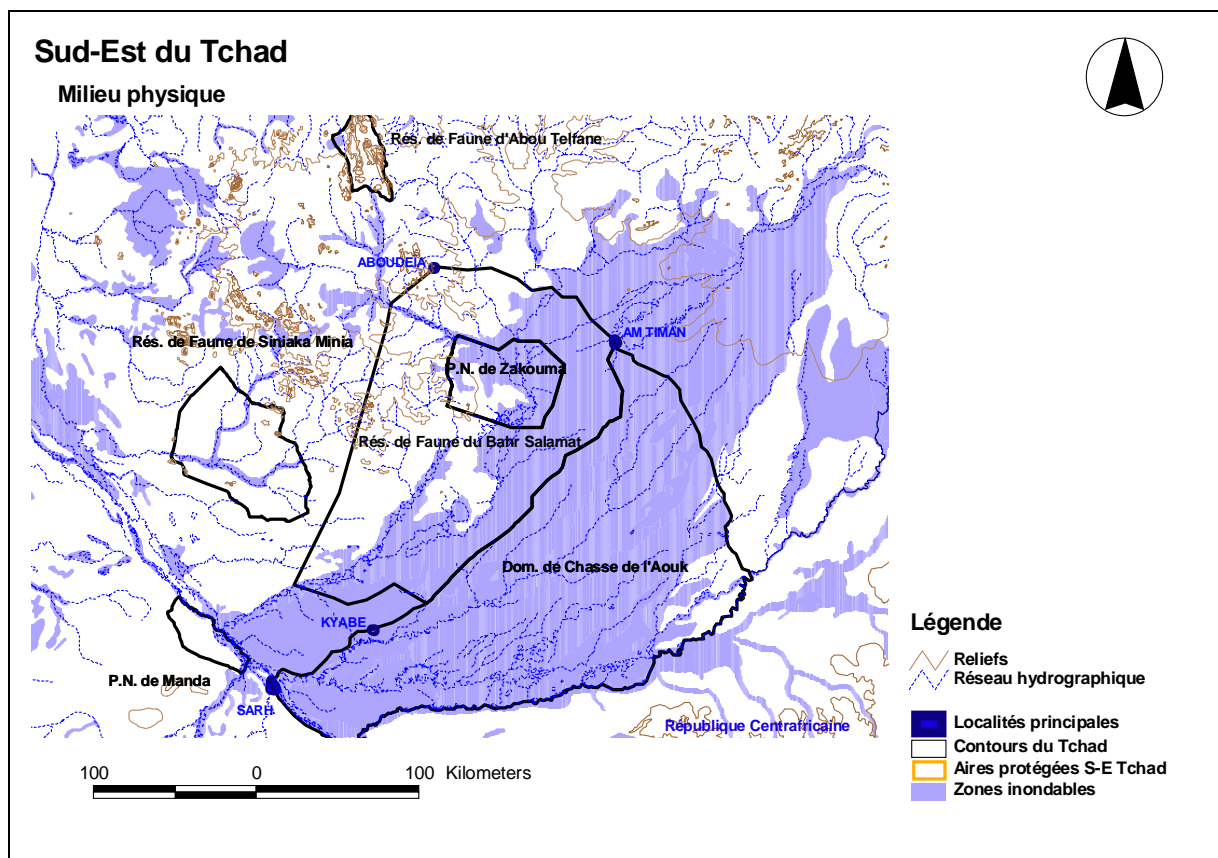 Sud-Est du Tchad
Milieu physique
Rés. de Faune d'Abou Telfane
ABOUDEIA
AM TIMAN
Rés. de Faune de Siniaka Minia
P.N. de Zakouma
Rés. de Faune du Bahr Salamat
Dom. de Chasse de l'Aouk
KYABE
P.N. de Manda
SARH
République Centrafricaine
100 0 100 Kilometers
Légende
Reliefs
Réseau hydrographique
Localités principales
Contours du Tchad
Aires protégées S-E Tchad
Zones inondables